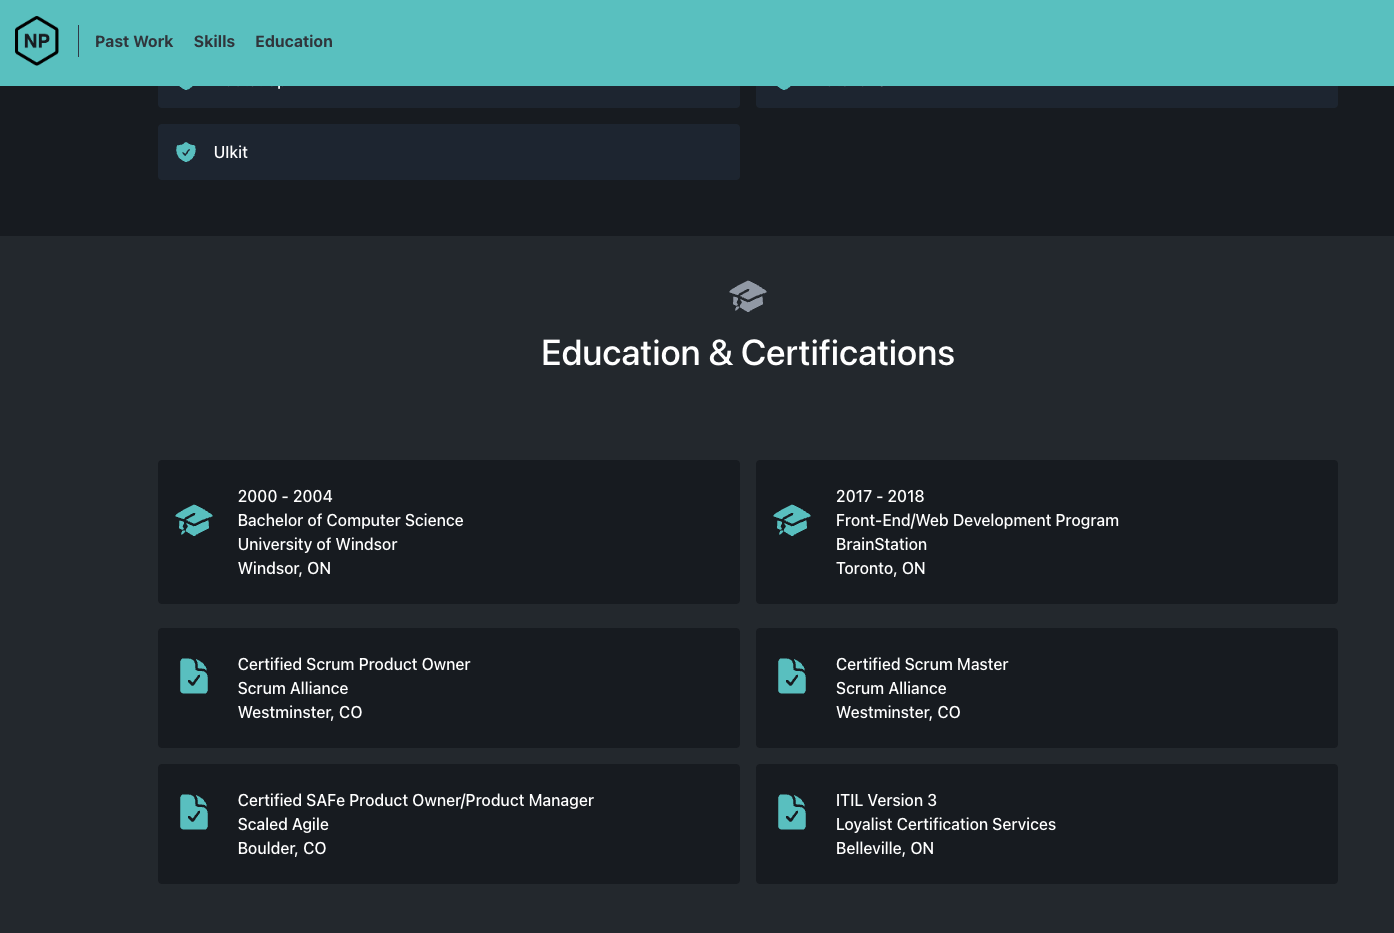 NP
Past Work
Skills
Education
UIkit
Education & Certifications
2000 - 2004
Bachelor of Computer Science
University of Windsor
Windsor, ON
2017 - 2018
Front-End/Web Development Program
BrainStation
Toronto, ON
Certified Scrum Product Owner
Scrum Alliance
Westminster, CO
Certified Scrum Master
Scrum Alliance
Westminster, CO
Certified SAFe Product Owner/Product Manager
Scaled Agile
Boulder, CO
ITIL Version 3
Loyalist Certification Services
Belleville, ON